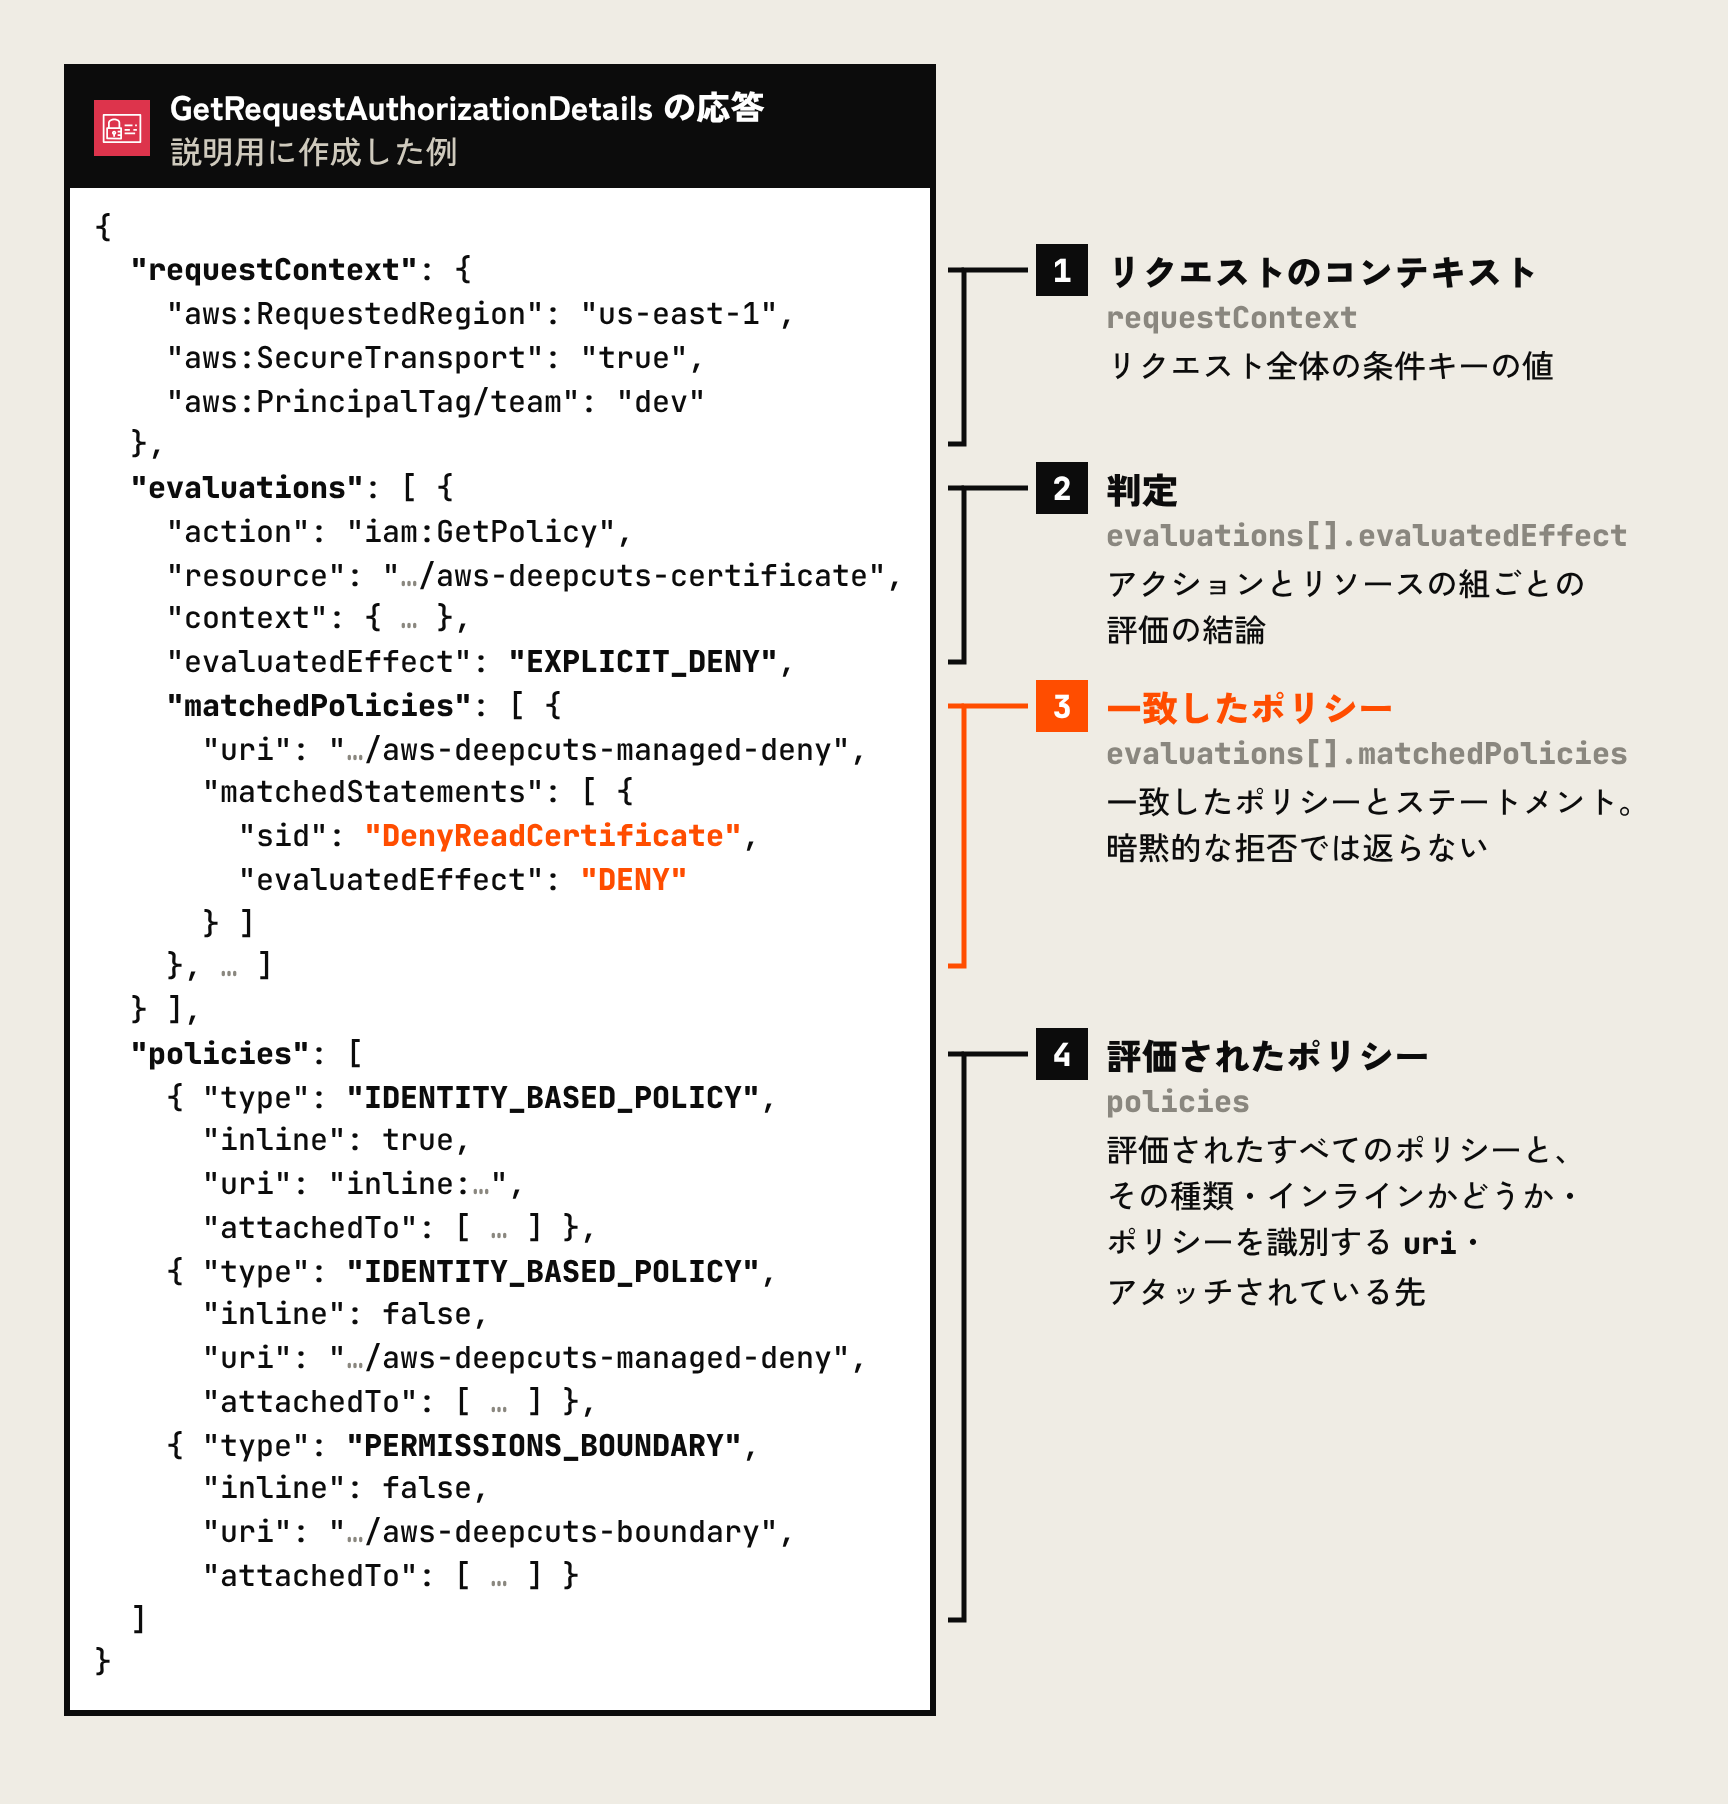 GetRequestAuthorizationDetails の応答
説明用に作成した例
{
"requestContext": {
"aws:RequestedRegion": "us-east-1",
"aws:SecureTransport": "true",
"aws:PrincipalTag/team": "dev"
},
"evaluations": [ {
"action": "iam:GetPolicy",
"resource": "…/aws-deepcuts-certificate",
"context": { … },
"evaluatedEffect": "EXPLICIT_DENY",
"matchedPolicies": [ {
"uri": "…/aws-deepcuts-managed-deny",
"matchedStatements": [ {
"sid": "DenyReadCertificate",
"evaluatedEffect": "DENY"
} ]
}, … ]
} ],
"policies": [
{ "type": "IDENTITY_BASED_POLICY",
"inline": true,
"uri": "inline:…",
"attachedTo": [ … ] },
{ "type": "IDENTITY_BASED_POLICY",
"inline": false,
"uri": "…/aws-deepcuts-managed-deny",
"attachedTo": [ … ] },
{ "type": "PERMISSIONS_BOUNDARY",
"inline": false,
"uri": "…/aws-deepcuts-boundary",
"attachedTo": [ … ] }
]
}
1 リクエストのコンテキスト
requestContext
リクエスト全体の条件キーの値
2 判定
evaluations[].evaluatedEffect
アクションとリソースの組ごとの
評価の結論
3 一致したポリシー
evaluations[].matchedPolicies
一致したポリシーとステートメント。
暗黙的な拒否では返らない
4 評価されたポリシー
policies
評価されたすべてのポリシーと、
その種類・インラインかどうか・
ポリシーを識別する uri・
アタッチされている先